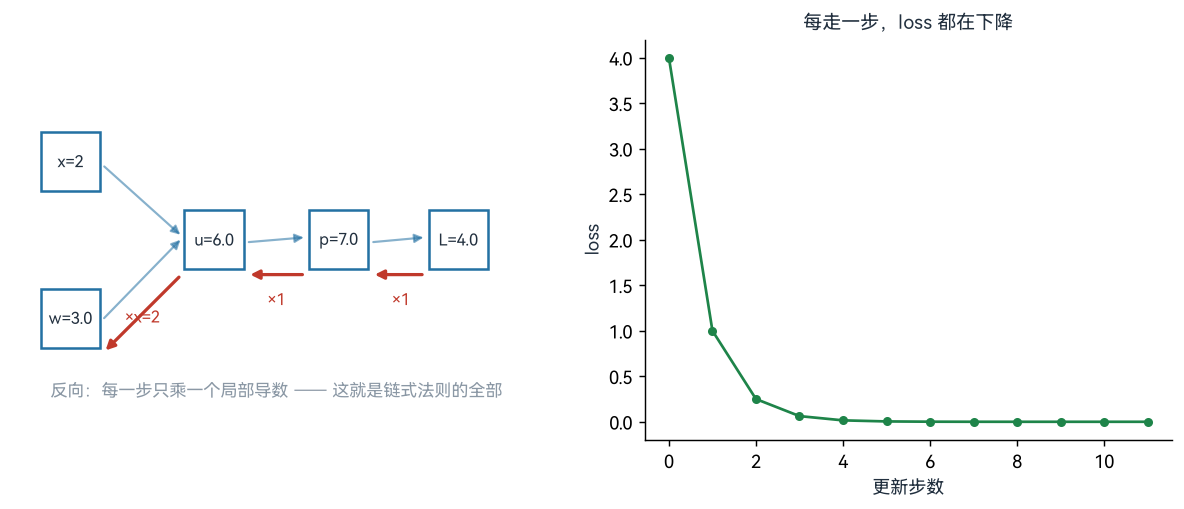 x=2
u=6.0
p=7.0
L=4.0
w=3.0
×x=2
×1
×1
反向：每一步只乘一个局部导数 —— 这就是链式法则的全部
每走一步，loss 都在下降
loss
4.0
3.5
3.0
2.5
2.0
1.5
1.0
0.5
0.0
0 2 4 6 8 10
更新步数